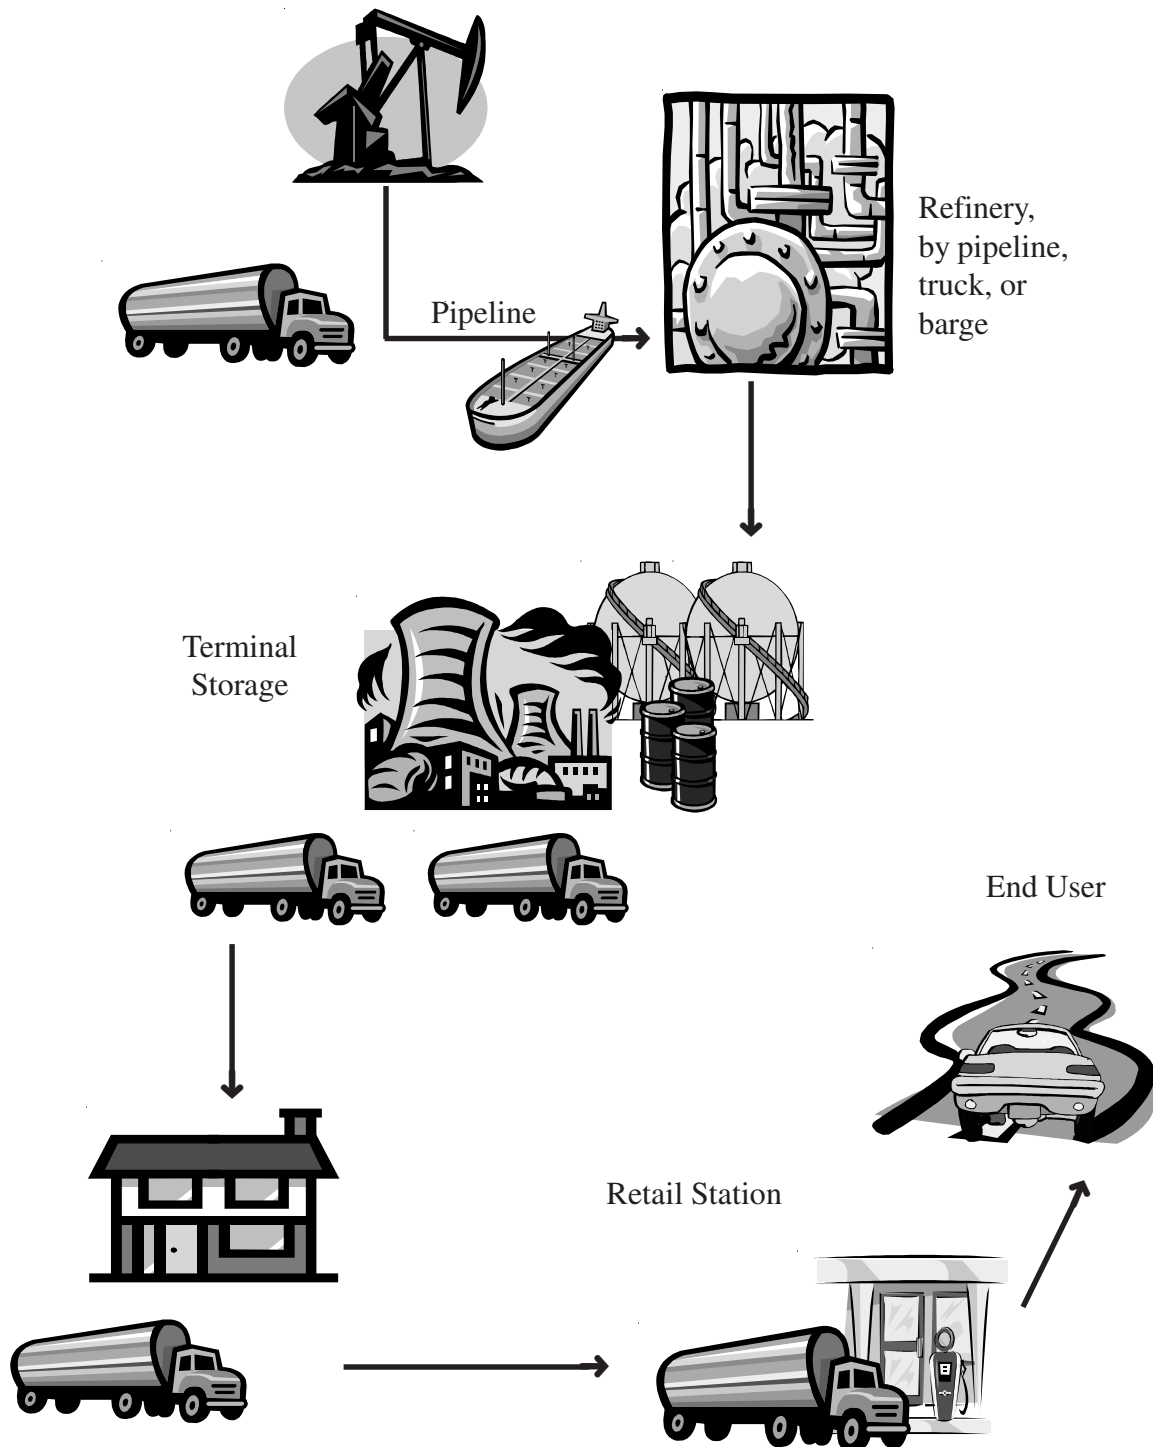 Refinery,
by pipeline,
truck, or
barge
Pipeline
Terminal
Storage
End User
Retail Station